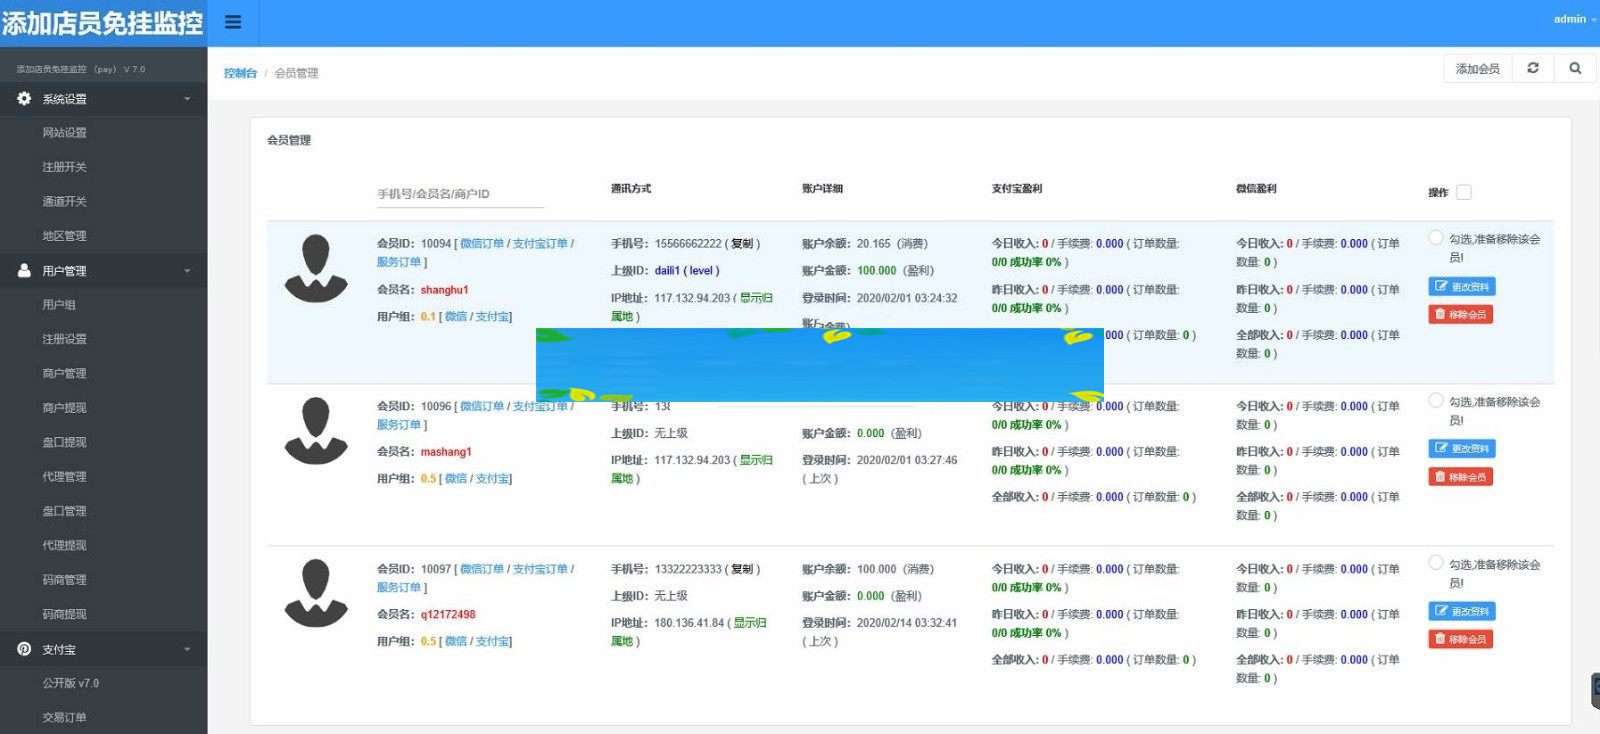 添加店员免挂监控
admin
添加店员免挂监控 (pay) V 7.0
控制台 / 会员管理
添加会员
系统设置
网站设置
注册开关
通道开关
地区管理
用户管理
用户组
注册设置
商户管理
商户提现
盘口提现
代理管理
盘口管理
代理提现
码商管理
码商提现
支付宝
公开版 v7.0
交易订单
会员管理
手机号/会员名/商户ID
通讯方式
账户详细
支付宝盈利
微信盈利
操作
会员ID: 10094 [ 微信订单 / 支付宝订单 /
服务订单 ]
会员名: shanghu1
用户组: 0.1 [ 微信 / 支付宝]
手机号: 15566662222 ( 复制 )
上级ID: daili1 ( level )
IP地址: 117.132.94.203 ( 显示归
属地 )
账户余额: 20.165 (消费)
账户金额: 100.000 (盈利)
登录时间: 2020/02/01 03:24:32
今日收入: 0 / 手续费: 0.000 ( 订单数量:
0/0 成功率 0% )
昨日收入: 0 / 手续费: 0.000 ( 订单数量:
0/0 成功率 0% )
000 ( 订单数量: 0 )
今日收入: 0 / 手续费: 0.000 ( 订单
数量: 0 )
昨日收入: 0 / 手续费: 0.000 ( 订单
数量: 0 )
全部收入: 0 / 手续费: 0.000 ( 订单
数量: 0 )
勾选,准备移除该会
员!
更改资料
移除会员
会员ID: 10096 [ 微信订单 / 支付宝订单 /
服务订单 ]
会员名: mashang1
用户组: 0.5 [ 微信 / 支付宝]
手机号: 13
上级ID: 无上级
IP地址: 117.132.94.203 ( 显示归
属地 )
账户金额: 0.000 (盈利)
登录时间: 2020/02/01 03:27:46
( 上次 )
今日收入: 0 / 手续费: 0.000 ( 订单数量:
0/0 成功率 0% )
昨日收入: 0 / 手续费: 0.000 ( 订单数量:
0/0 成功率 0% )
全部收入: 0 / 手续费: 0.000 ( 订单数量: 0 )
今日收入: 0 / 手续费: 0.000 ( 订单
数量: 0 )
昨日收入: 0 / 手续费: 0.000 ( 订单
数量: 0 )
全部收入: 0 / 手续费: 0.000 ( 订单
数量: 0 )
勾选,准备移除该会
员!
更改资料
移除会员
会员ID: 10097 [ 微信订单 / 支付宝订单 /
服务订单 ]
会员名: q12172498
用户组: 0.5 [ 微信 / 支付宝]
手机号: 13322223333 ( 复制 )
上级ID: 无上级
IP地址: 180.136.41.84 ( 显示归
属地 )
账户余额: 100.000 (消费)
账户金额: 0.000 (盈利)
登录时间: 2020/02/14 03:32:41
( 上次 )
今日收入: 0 / 手续费: 0.000 ( 订单数量:
0/0 成功率 0% )
昨日收入: 0 / 手续费: 0.000 ( 订单数量:
0/0 成功率 0% )
全部收入: 0 / 手续费: 0.000 ( 订单数量: 0 )
今日收入: 0 / 手续费: 0.000 ( 订单
数量: 0 )
昨日收入: 0 / 手续费: 0.000 ( 订单
数量: 0 )
全部收入: 0 / 手续费: 0.000 ( 订单
数量: 0 )
勾选,准备移除该会
员!
更改资料
移除会员